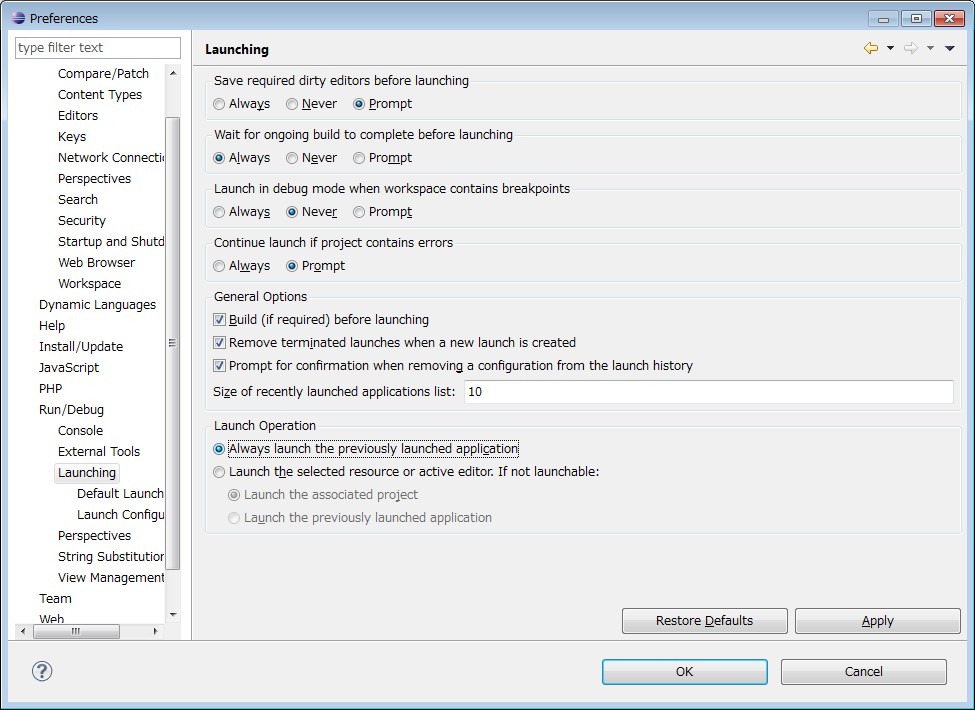 Preferences
type filter text
Compare/Patch
Content Types
Editors
Keys
Network Connectic
Perspectives
Search
Security
Startup and Shutd
Web Browser
Workspace
Dynamic Languages
Help
Install/Update
JavaScript
PHP
Run/Debug
Console
External Tools
Launching
Default Launch
Launch Configu
Perspectives
String Substitution
View Management
Team
Web
Launching
Save required dirty editors before launching
Always Never Prompt
Wait for ongoing build to complete before launching
Always Never Prompt
Launch in debug mode when workspace contains breakpoints
Always Never Prompt
Continue launch if project contains errors
Always Prompt
General Options
Build (if required) before launching
Remove terminated launches when a new launch is created
Prompt for confirmation when removing a configuration from the launch history
Size of recently launched applications list: 10
Launch Operation
Always launch the previously launched application
Launch the selected resource or active editor. If not launchable:
Launch the associated project
Launch the previously launched application
Restore Defaults Apply
? OK Cancel